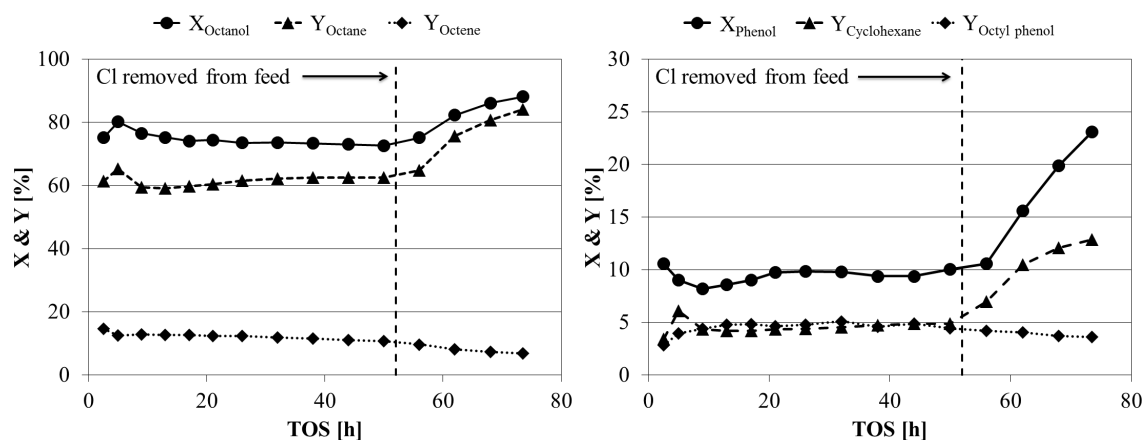 X_Octanol Y_Octane Y_Octene
100
80
60
40
20
0
X & Y [%]
Cl removed from feed
0 20 40 60 80
TOS [h]
X_Phenol Y_Cyclohexane Y_Octyl phenol
30
25
20
15
10
5
0
X & Y [%]
Cl removed from feed
0 20 40 60 80
TOS [h]